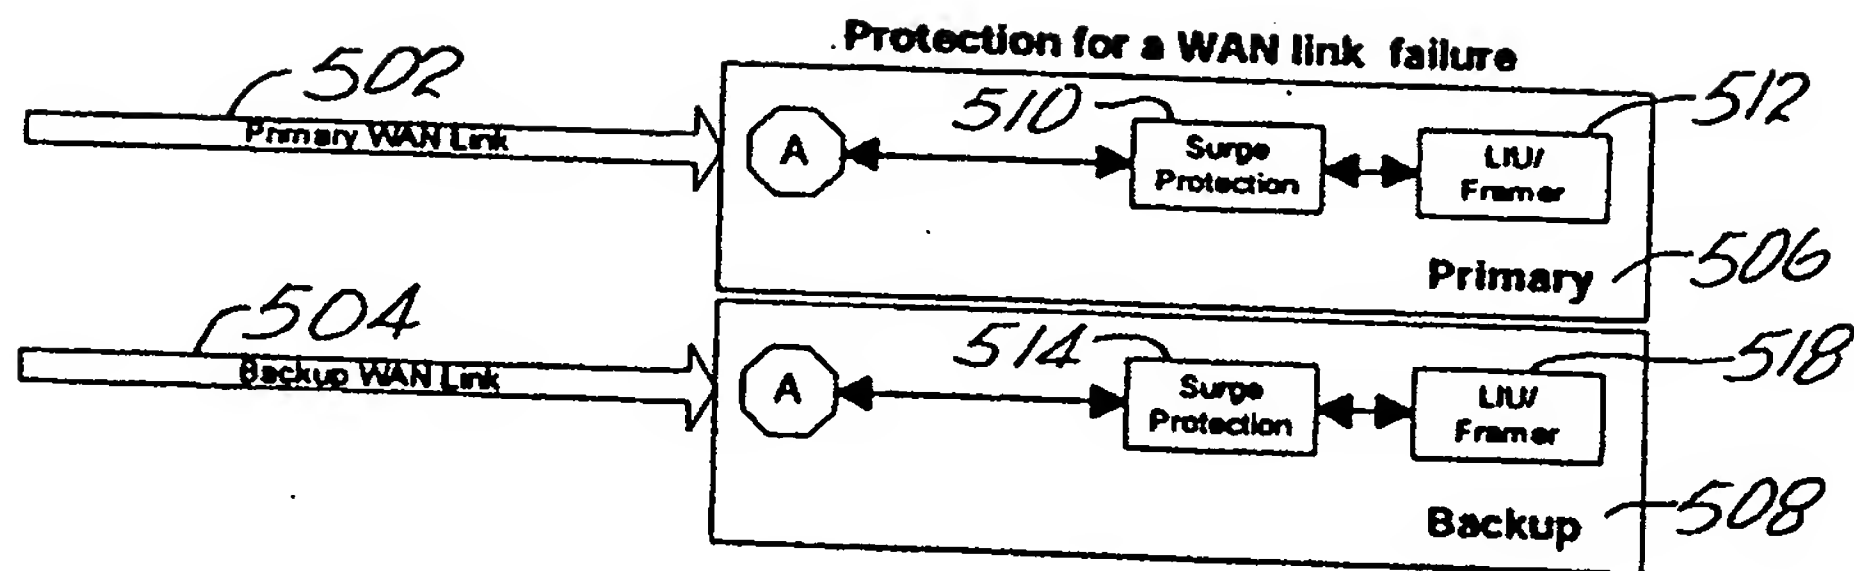 Protection for a WAN link failure
502
Primary WAN Link
A
510
Surge
Protection
512
LIU/
Framer
Primary
506
504
Backup WAN Link
A
514
Surge
Protection
518
LIU/
Framer
Backup
508